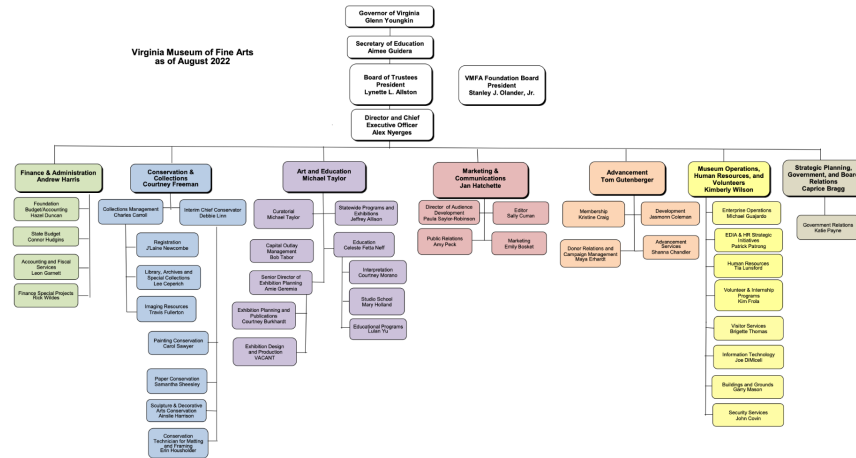 Governor of Virginia
Glenn Youngkin
Secretary of Education
Aimee Guidera
Virginia Museum of Fine Arts
as of August 2022
Board of Trustees
President
Lynette L. Allston
VMFA Foundation Board
President
Stanley J. Olander, Jr.
Director and Chief
Executive Officer
Alex Nyerges
Finance & Administration
Andrew Harris
Foundation
Budget/Accounting
Hazel Duncan
State Budget
Connor Hudgins
Accounting and Fiscal
Services
Leon Garnett
Finance Special Projects
Rick Wildes
Conservation &
Collections
Courtney Freeman
Collections Management
Charles Carroll
Interim Chief Conservator
Debbie Linn
Registration
J'Laine Newcombe
Library, Archives and
Special Collections
Lee Ceperich
Imaging Resources
Travis Fullerton
Painting Conservation
Carol Sawyer
Paper Conservation
Samantha Sheesley
Sculpture & Decorative
Arts Conservation
Ainslie Harrison
Conservation
Technician for Matting
and Framing
Erin Housholder
Art and Education
Michael Taylor
Curatorial
Michael Taylor
Statewide Programs and
Exhibitions
Jeffrey Allison
Capital Outlay
Management
Bob Tabor
Education
Celeste Fetta Neff
Senior Director of
Exhibition Planning
Amie Geremia
Interpretation
Courtney Moreno
Exhibition Planning and
Publications
Courtney Burkhardt
Studio School
Mary Holland
Exhibition Design
and Production
VACANT
Educational Programs
Lulan Yu
Marketing &
Communications
Jan Hatchette
Director of Audience
Development
Paula Saylor-Robinson
Editor
Sally Curran
Public Relations
Amy Peck
Marketing
Emily Bosket
Advancement
Tom Gutenberger
Membership
Kristine Craig
Development
Jasmonn Coleman
Donor Relations and
Campaign Management
Maya Erhardt
Advancement
Services
Shanna Chandler
Museum Operations,
Human Resources, and
Volunteers
Kimberly Wilson
Enterprise Operations
Michael Guajardo
EDIA & HR Strategic
Initiatives
Patrick Patrong
Human Resources
Tia Lunsford
Volunteer & Internship
Programs
Kim Frola
Visitor Services
Brigette Thomas
Information Technology
Joe DiMiceli
Buildings and Grounds
Garry Mason
Security Services
John Covin
Strategic Planning,
Government, and Board
Relations
Caprice Bragg
Government Relations
Katie Payne